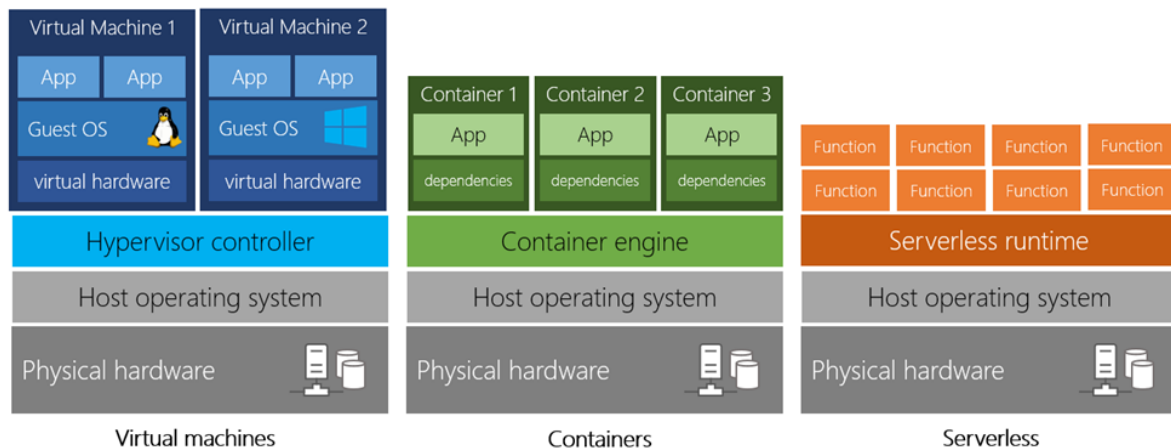 Virtual Machine 1
App App
Guest OS
virtual hardware
Virtual Machine 2
App App
Guest OS
virtual hardware
Hypervisor controller
Host operating system
Physical hardware
Virtual machines
Container 1
App
dependencies
Container 2
App
dependencies
Container 3
App
dependencies
Container engine
Host operating system
Physical hardware
Containers
Function Function Function Function
Function Function Function Function
Serverless runtime
Host operating system
Physical hardware
Serverless